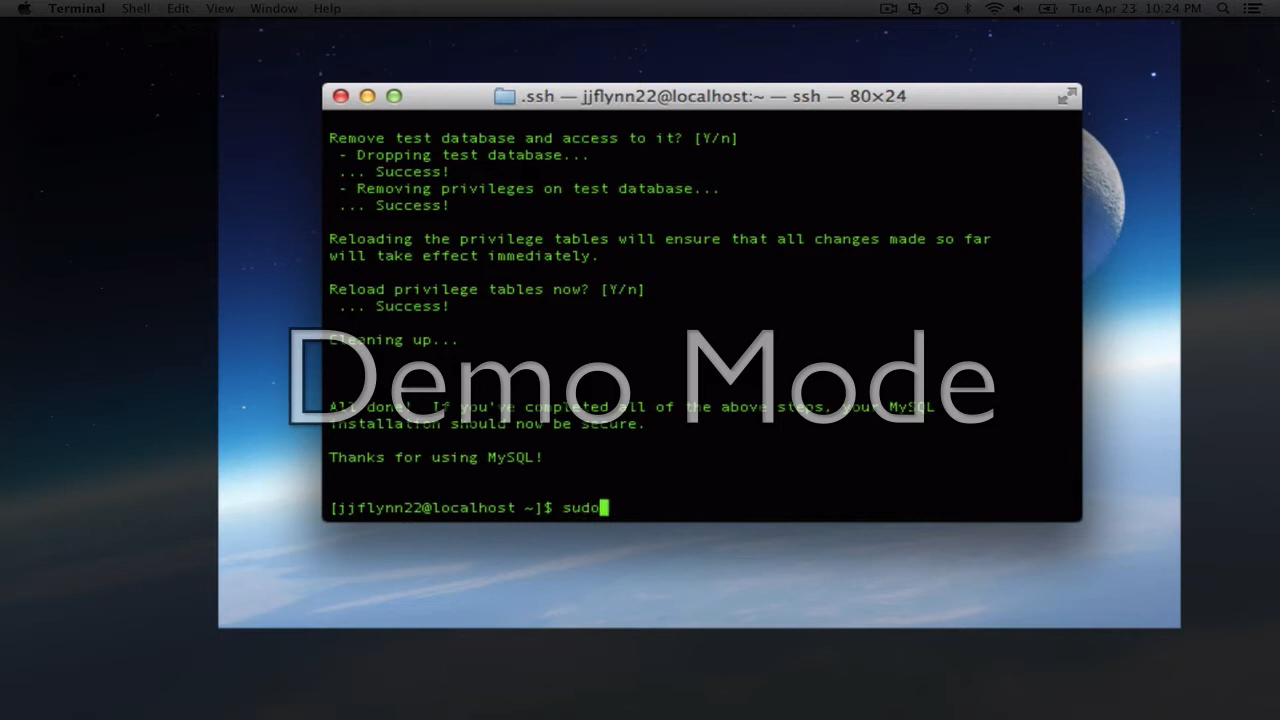 Terminal Shell Edit View Window Help Tue Apr 23 10:24 PM
.ssh — jjflynn22@localhost:~ — ssh — 80×24
Remove test database and access to it? [Y/n]
- Dropping test database...
... Success!
- Removing privileges on test database...
... Success!
Reloading the privilege tables will ensure that all changes made so far
will take effect immediately.
Reload privilege tables now? [Y/n]
... Success!
Cleaning up...
Demo Mode
All done! If you've completed all of the above steps, your MySQL
installation should now be secure.
Thanks for using MySQL!
[jjflynn22@localhost ~]$ sudo